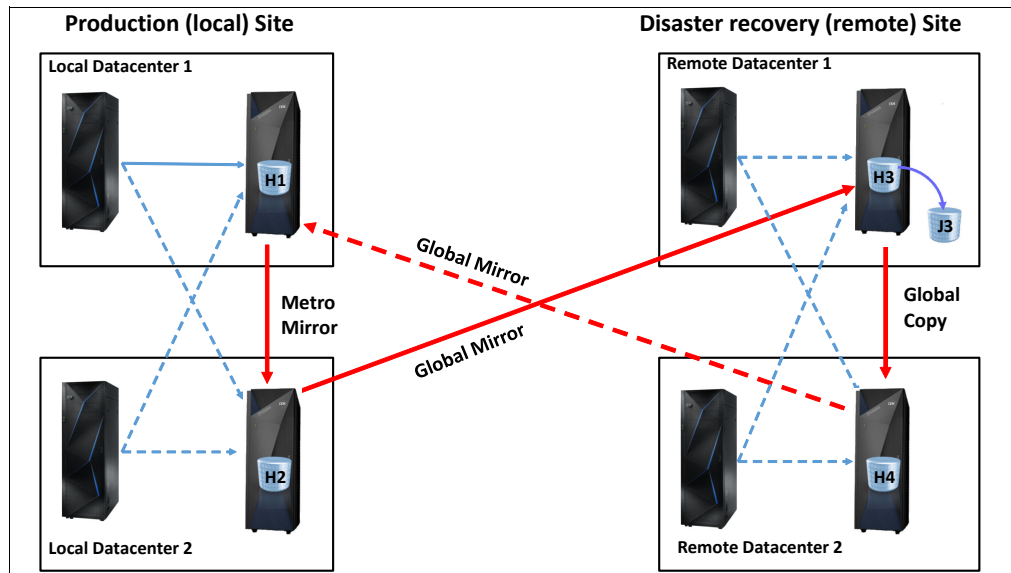 Production (local) Site
Disaster recovery (remote) Site
Local Datacenter 1
H1
Remote Datacenter 1
H3
J3
Global Mirror
Global Mirror
Metro
Mirror
Global
Copy
H2
Local Datacenter 2
H4
Remote Datacenter 2